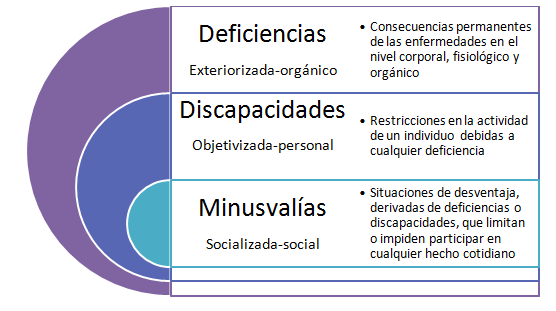 Deficiencias
Exteriorizada-orgánico
• Consecuencias permanentes
de las enfermedades en el
nivel corporal, fisiológico y
orgánico
Discapacidades
Objetivizada-personal
• Restricciones en la actividad
de un individuo debidas a
cualquier deficiencia
Minusvalías
Socializada-social
• Situaciones de desventaja,
derivadas de deficiencias o
discapacidades, que limitan
o impiden participar en
cualquier hecho cotidiano